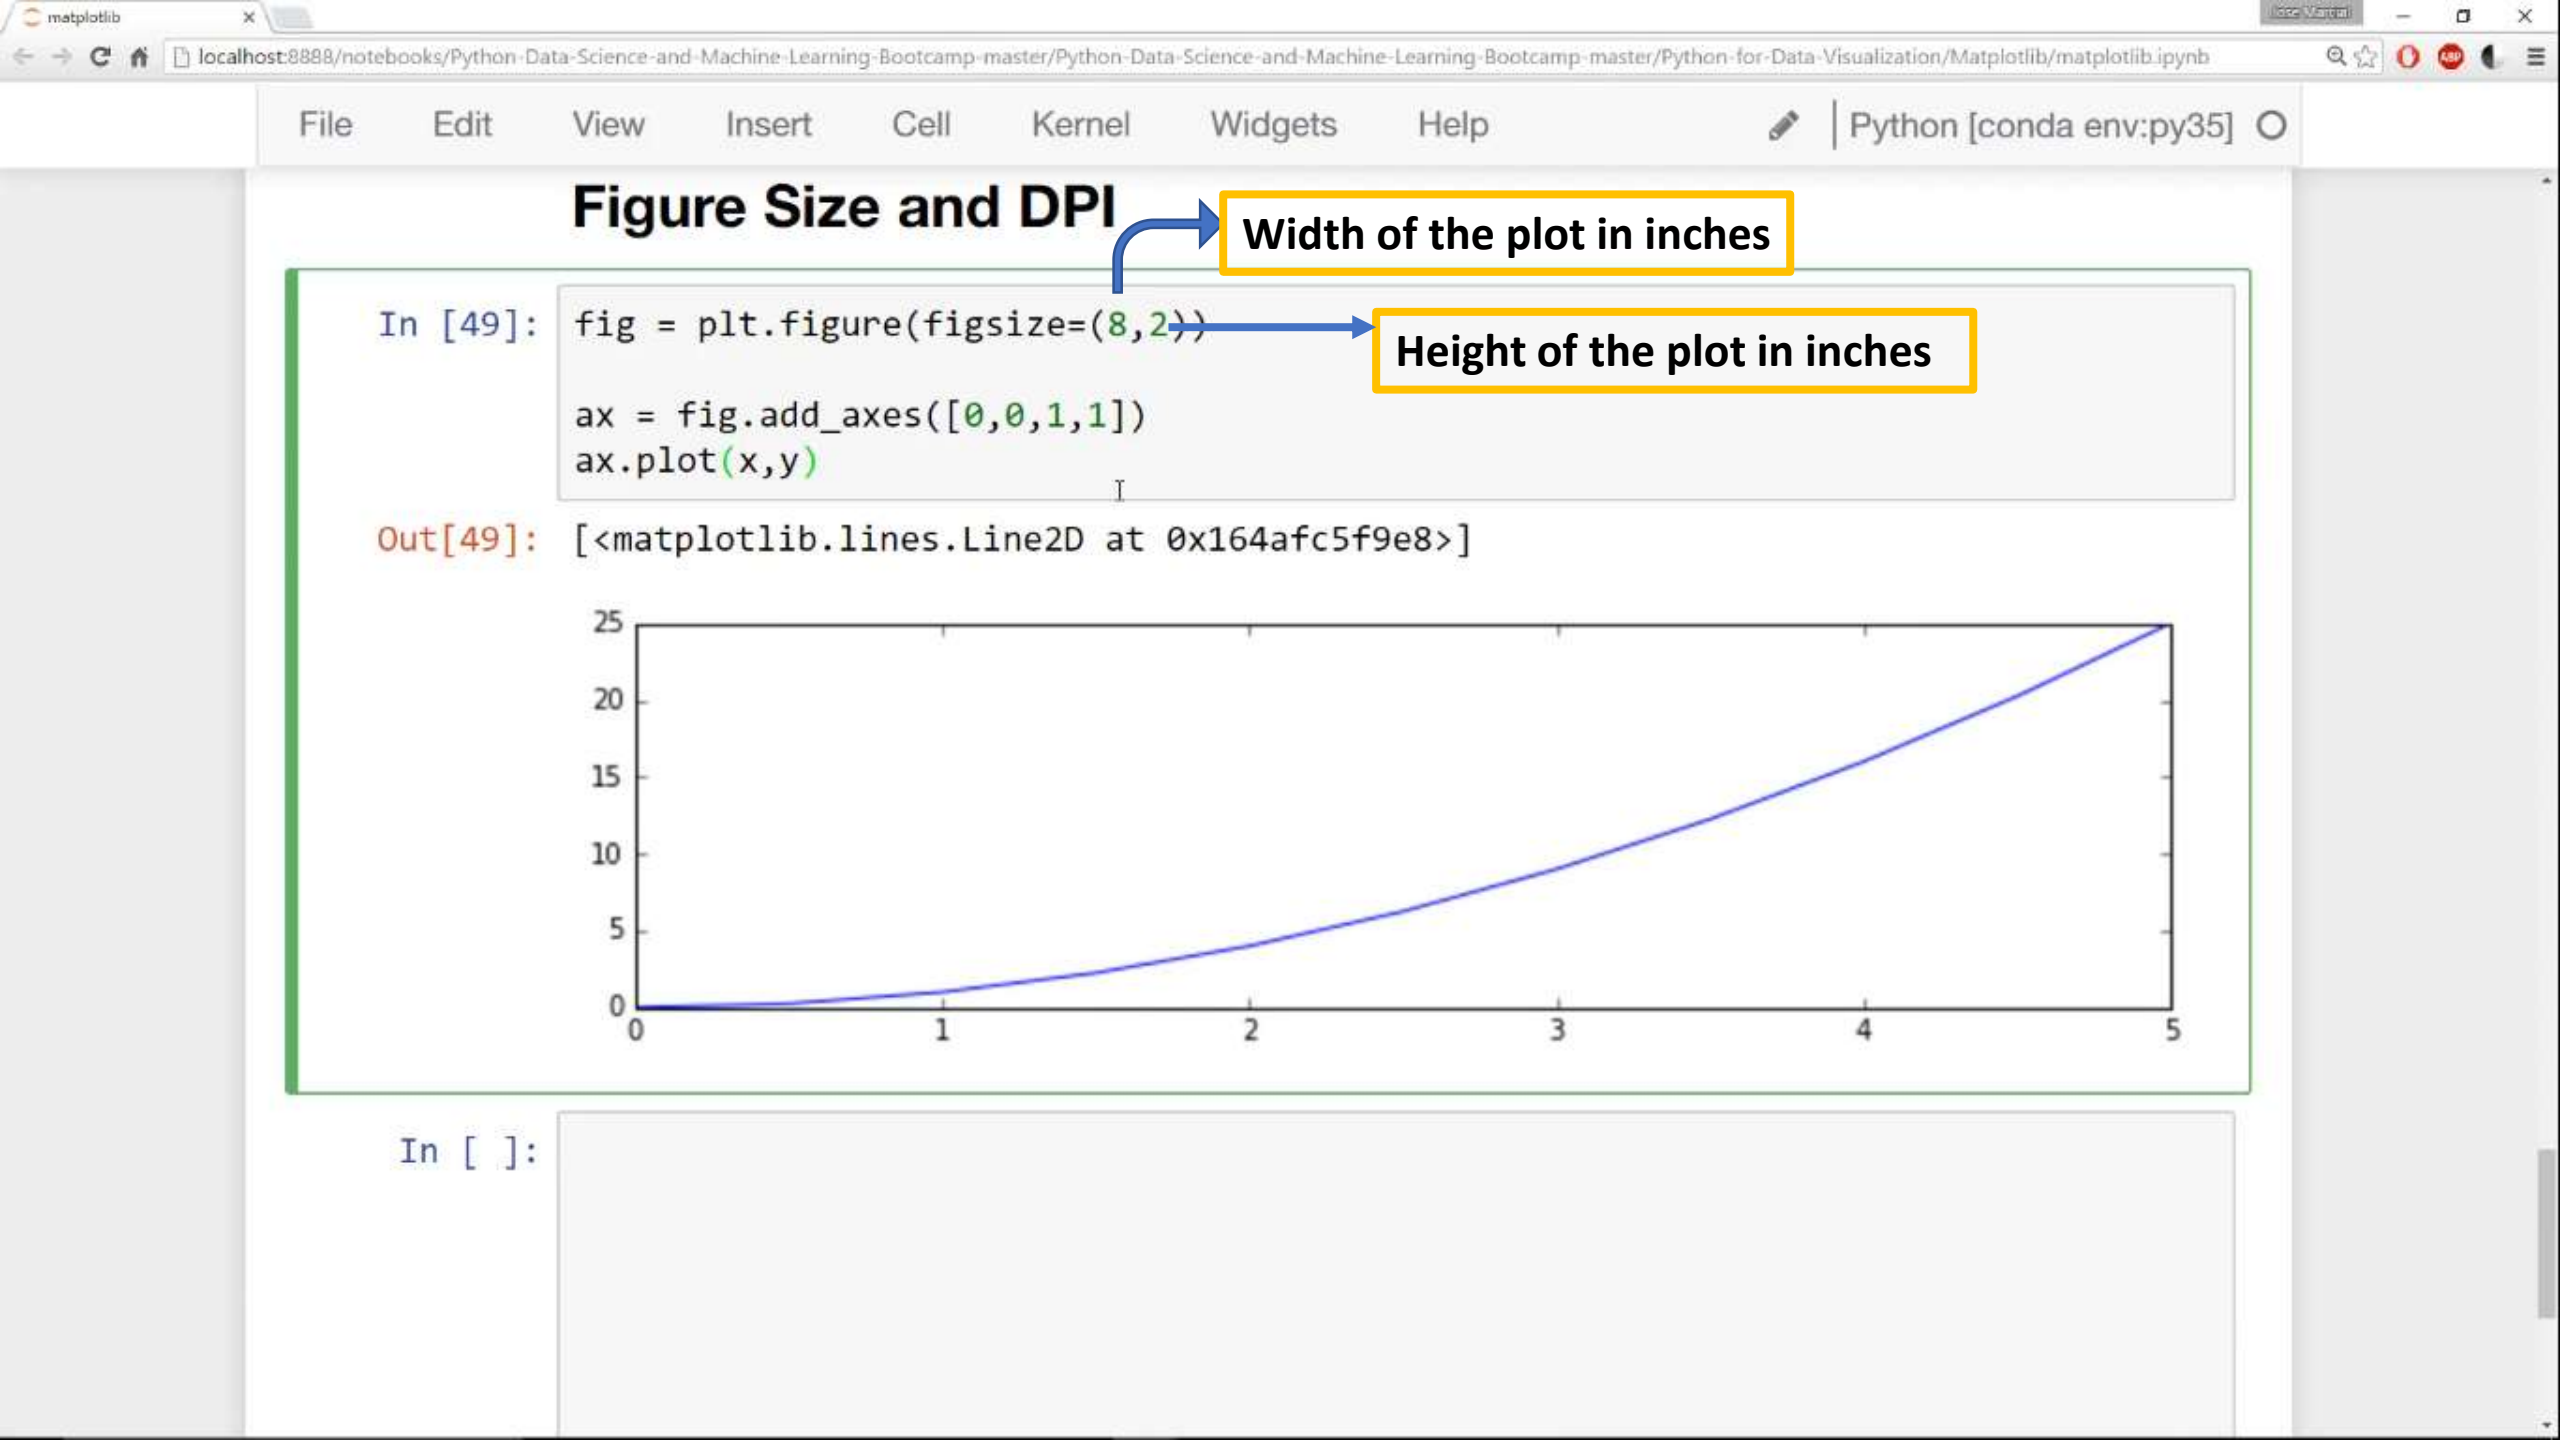 matplotlib
localhost:8888/notebooks/Python-Data-Science-and-Machine-Learning-Bootcamp-master/Python-Data-Science-and-Machine-Learning-Bootcamp-master/Python-for-Data-Visualization/Matplotlib/matplotlib.ipynb
File Edit View Insert Cell Kernel Widgets Help Python [conda env:py35]
Figure Size and DPI
Width of the plot in inches
In [49]: fig = plt.figure(figsize=(8,2))
Height of the plot in inches
ax = fig.add_axes([0,0,1,1])
ax.plot(x,y)
Out[49]: [<matplotlib.lines.Line2D at 0x164afc5f9e8>]
25
20
15
10
5
0
0 1 2 3 4 5
In [ ]: